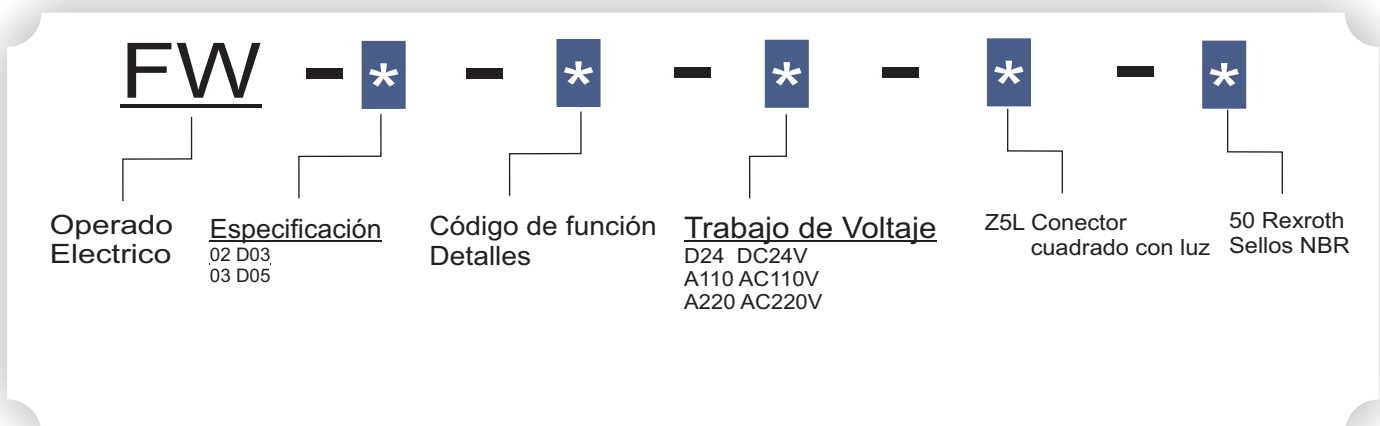 FW - * - * - * - * - *
Operado
Electrico
Especificación
02 D03
03 D05
Código de función
Detalles
Trabajo de Voltaje
D24 DC24V
A110 AC110V
A220 AC220V
Z5L Conector
cuadrado con luz
50 Rexroth
Sellos NBR